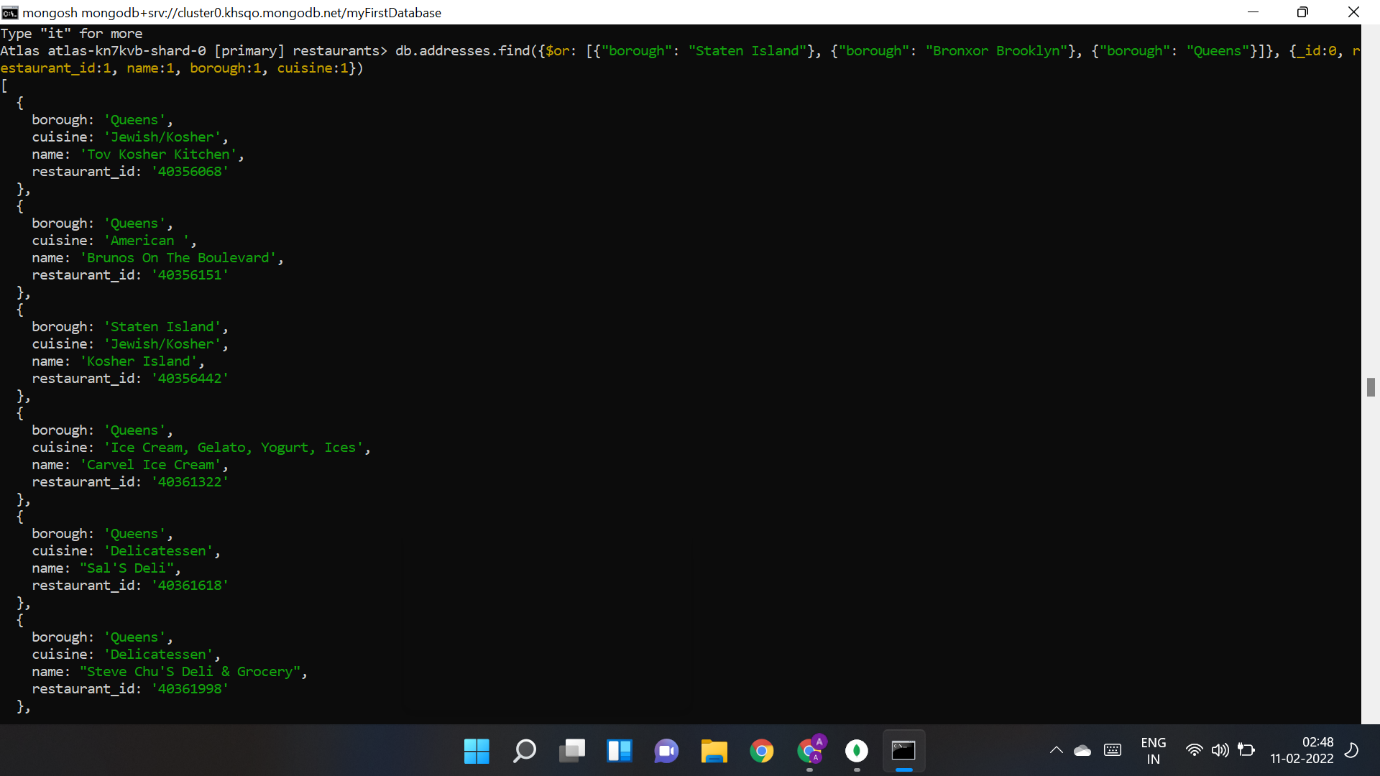 mongosh mongodb+srv://cluster0.khsqo.mongodb.net/myFirstDatabase
Type "it" for more
Atlas atlas-kn7kvb-shard-0 [primary] restaurants> db.addresses.find({$or: [{"borough": "Staten Island"}, {"borough": "Bronxor Brooklyn"}, {"borough": "Queens"}]}, {_id:0, r
estaurant_id:1, name:1, borough:1, cuisine:1})
[
{
borough: 'Queens',
cuisine: 'Jewish/Kosher',
name: 'Tov Kosher Kitchen',
restaurant_id: '40356068'
},
{
borough: 'Queens',
cuisine: 'American ',
name: 'Brunos On The Boulevard',
restaurant_id: '40356151'
},
{
borough: 'Staten Island',
cuisine: 'Jewish/Kosher',
name: 'Kosher Island',
restaurant_id: '40356442'
},
{
borough: 'Queens',
cuisine: 'Ice Cream, Gelato, Yogurt, Ices',
name: 'Carvel Ice Cream',
restaurant_id: '40361322'
},
{
borough: 'Queens',
cuisine: 'Delicatessen',
name: "Sal'S Deli",
restaurant_id: '40361618'
},
{
borough: 'Queens',
cuisine: 'Delicatessen',
name: "Steve Chu'S Deli & Grocery",
restaurant_id: '40361998'
},
ENG
IN
02:48
11-02-2022